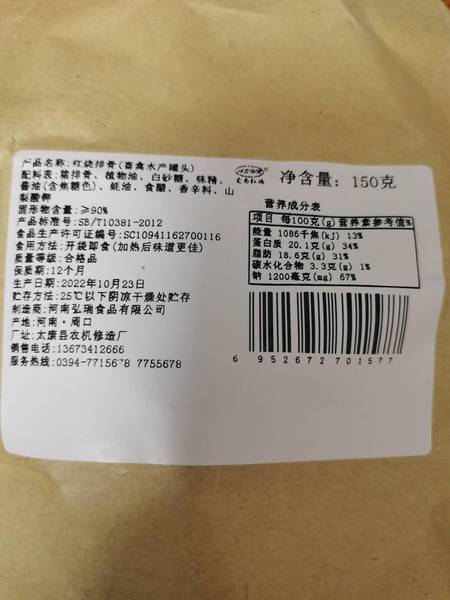 产品名称:红烧排骨(畜禽水产罐头)
配料表:猪排骨、植物油、白砂糖、味精、
酱油(含焦糖色)、蚝油、食醋、香辛料、山
梨酸钾
固形物含量:≥90%
产品标准号:SB/T10381-2012
食品生产许可证编号:SC10941162700116
食用方法:开袋即食(加热后味道更佳)
质量等级:合格品
保质期:12个月
生产日期:2022年10月23日
贮存方法:25℃以下阴凉干燥处贮存
制造商:河南弘瑞食品有限公司
产地:河南·周口
厂址:太康县农机修造厂
销售电话:13673412666
服务热线:0394-7715678 7755678
净含量: 150克
营养成分表
项目 每100克(g) 营养素参考值%
能量 1086千焦(kJ) 13%
蛋白质 20.1克(g) 34%
脂肪 18.6克(g) 31%
碳水化合物 3.3克(g) 1%
钠 1200毫克(mg) 67%
6 952672 701577